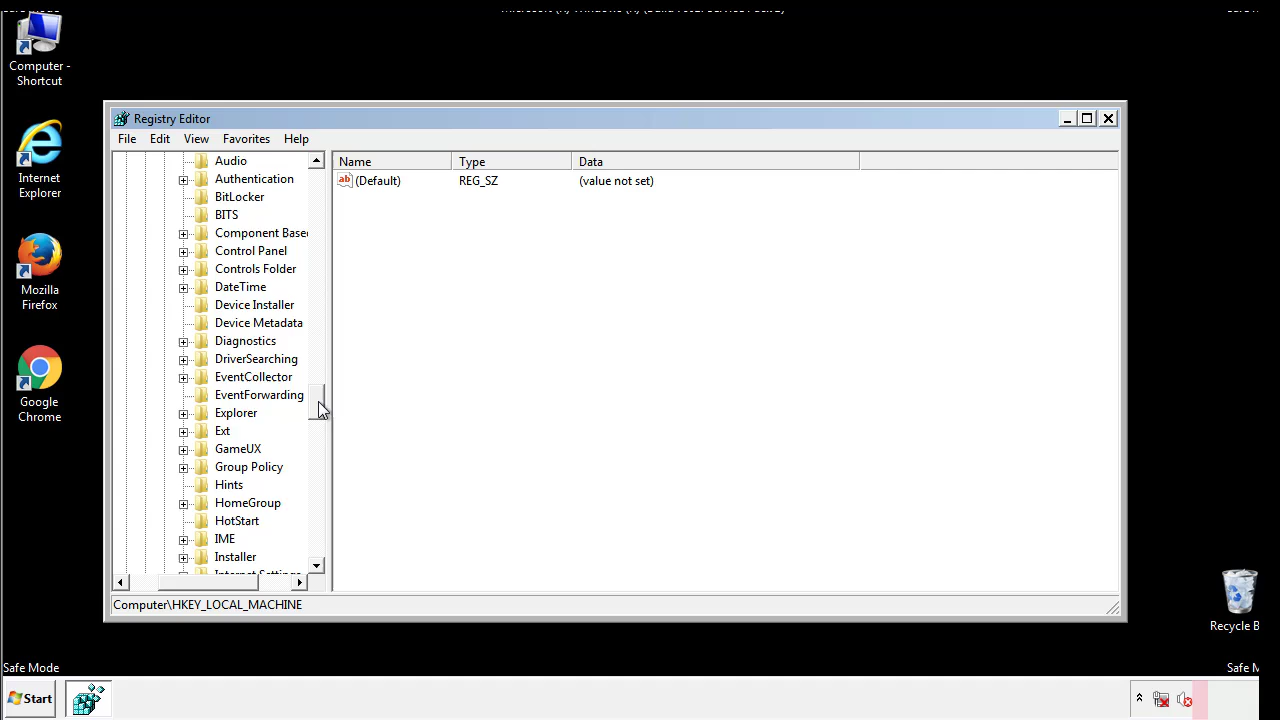 Computer -
Shortcut
Internet
Explorer
Mozilla
Firefox
Google
Chrome
Registry Editor
File Edit View Favorites Help
Audio
Authentication
BitLocker
BITS
Component Base
Control Panel
Controls Folder
DateTime
Device Installer
Device Metadata
Diagnostics
DriverSearching
EventCollector
EventForwarding
Explorer
Ext
GameUX
Group Policy
Hints
HomeGroup
HotStart
IME
Installer
Internet Settings
Name Type Data
ab (Default) REG_SZ (value not set)
Computer\HKEY_LOCAL_MACHINE
Recycle B
Safe Mode
Safe M
Start